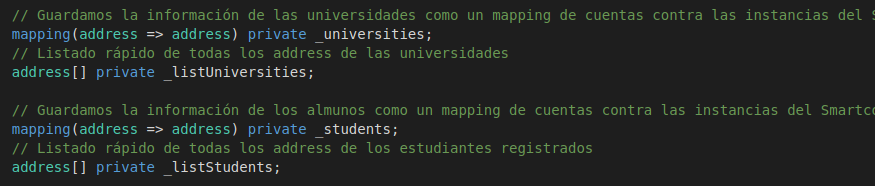 // Guardamos la información de las universidades como un mapping de cuentas contra las instancias del
mapping(address => address) private _universities;
// Listado rápido de todas los address de las universidades
address[] private _listUniversities;
// Guardamos la información de los almunos como un mapping de cuentas contra las instancias del Smartco
mapping(address => address) private _students;
// Listado rápido de todas los address de los estudiantes registrados
address[] private _listStudents;